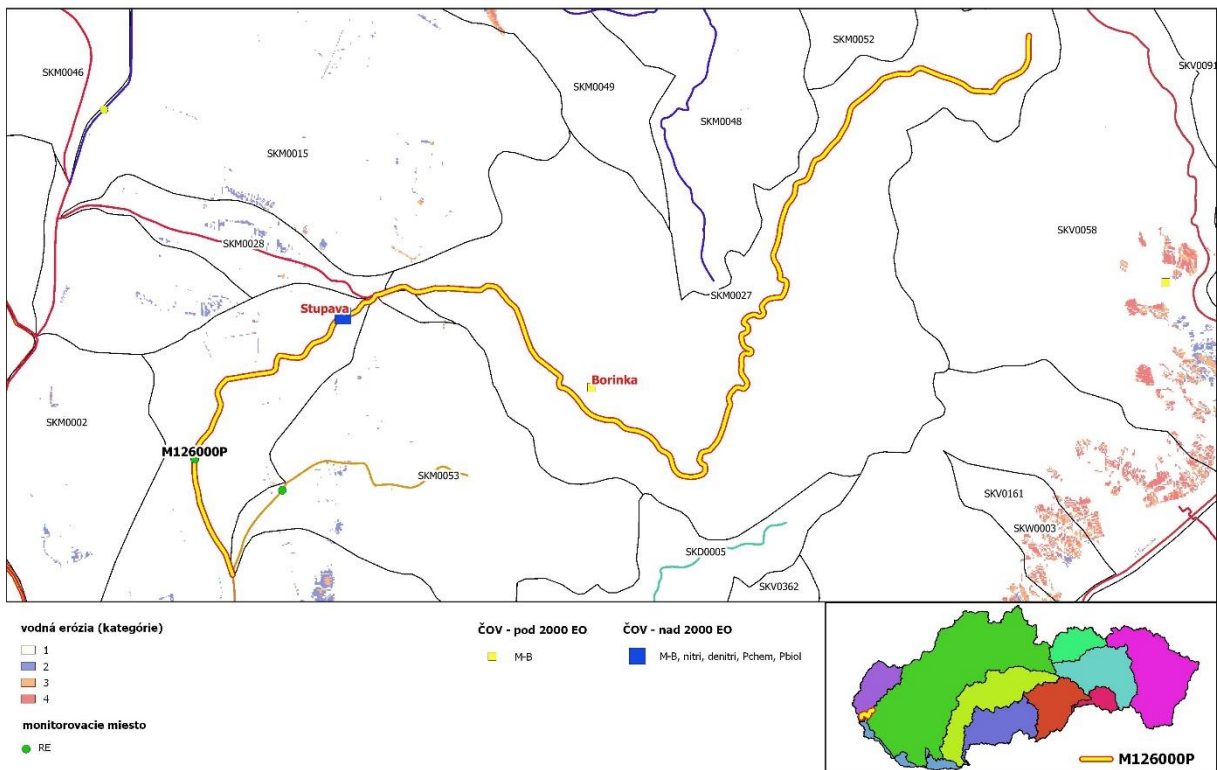 SKM0052
SKM0046
SKM0049
SKV0091
SKM0048
SKM0015
SKV0058
SKM0028
SKM0027
Stupava
Borinka
SKM0002
M126000P
SKM0053
SKV0161
SKW0003
SKD0005
SKV0362
vodná erózia (kategórie)
1
2
3
4
monitorovacie miesto
RE
ČOV - pod 2000 EO
M-B
ČOV - nad 2000 EO
M-B, nitri, denitri, Pchem, Pbiol
M126000P